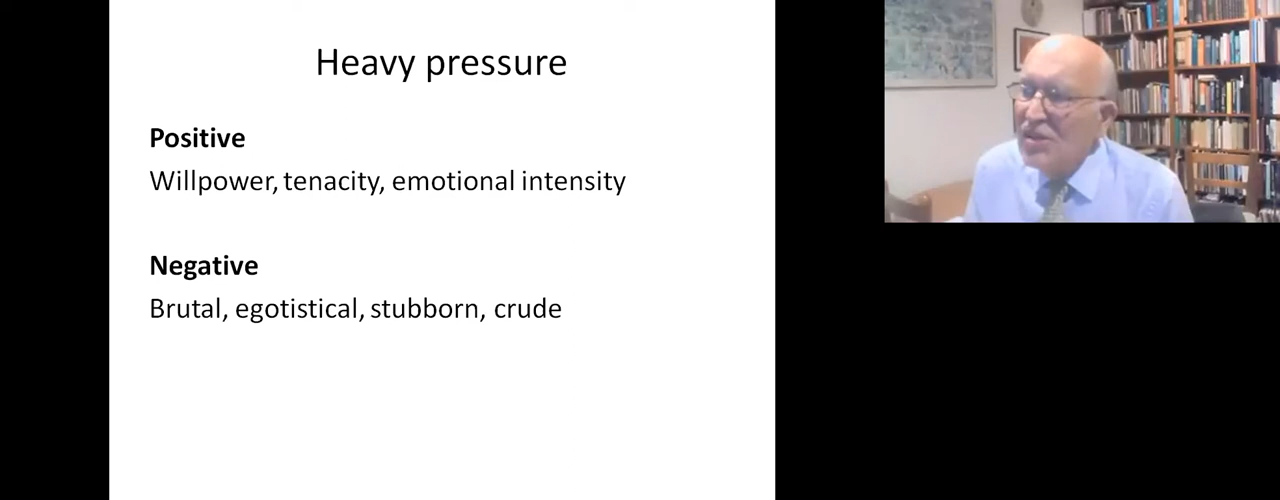 Heavy pressure
Positive
Willpower, tenacity, emotional intensity
Negative
Brutal, egotistical, stubborn, crude